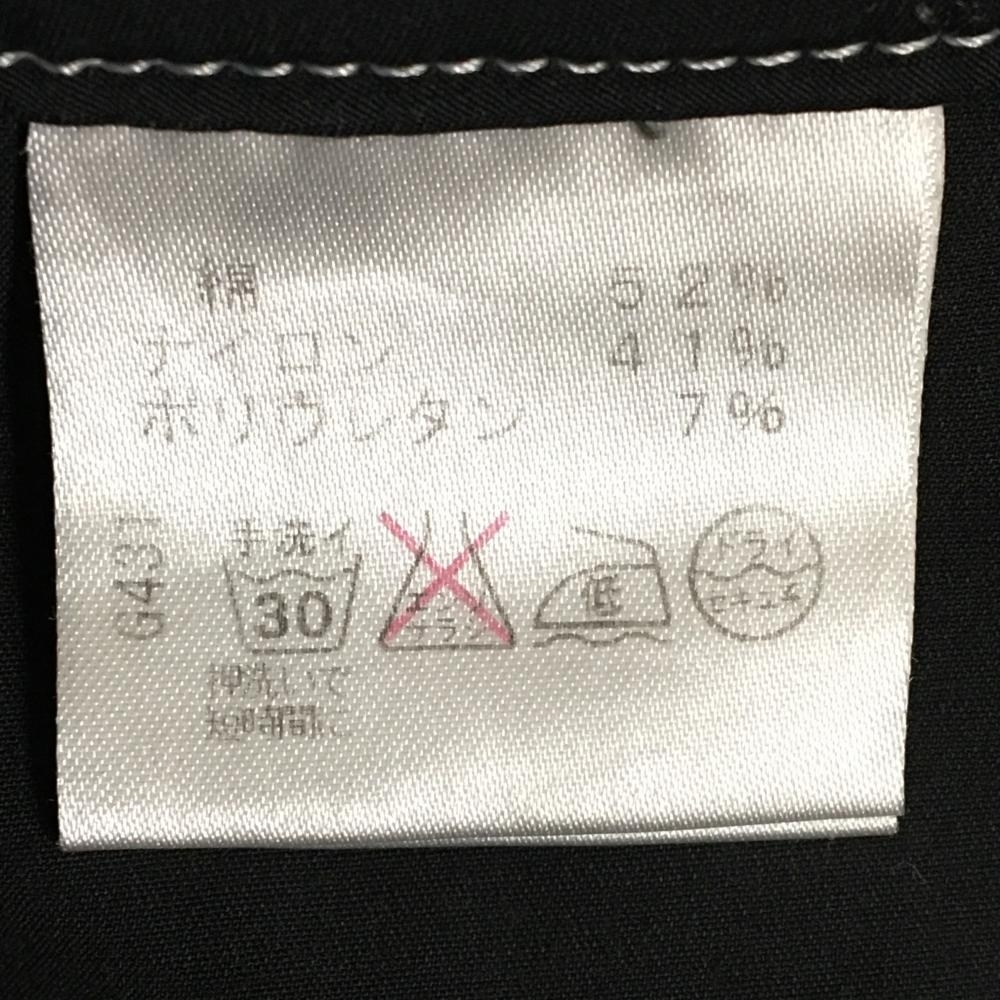 綿 52%
ナイロン 41%
ポリウレタン 7%
手洗イ
30
エンソ
サラシ
低
ドライ
セキユ系
押洗いで
短時間に